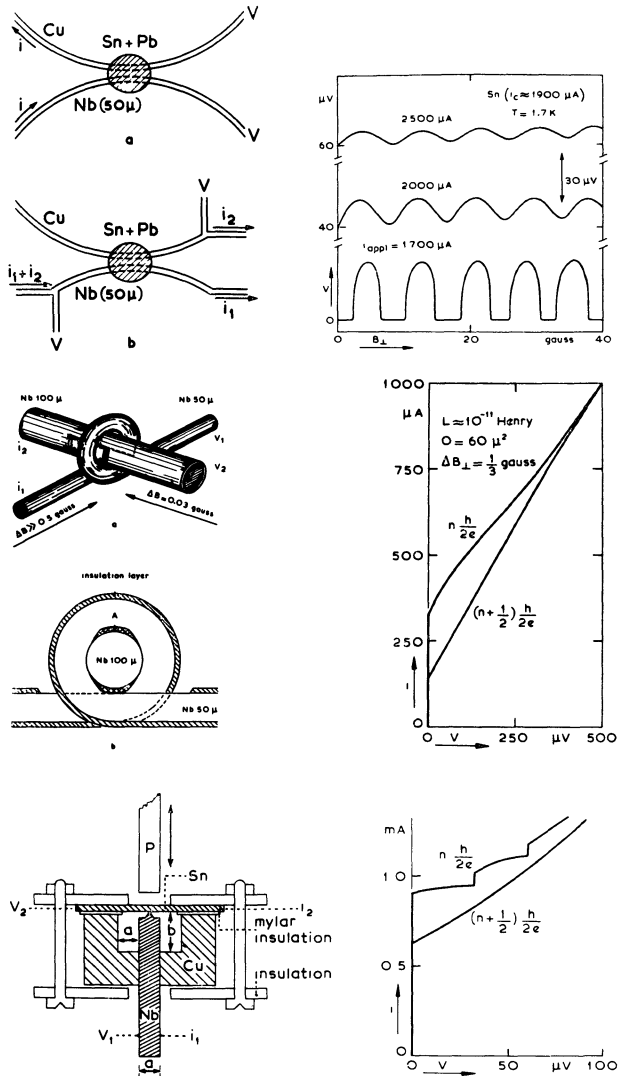 Cu
V
i
Sn + Pb
i
Nb (50 μ)
V
a
Cu
V
i₂
Sn + Pb
i₁ + i₂
Nb (50 μ)
i₁
V
b
μV
Sn (ι_c ≈ 1900 μA)
T = 1.7 K
2500 μA
60
30 μV
2000 μA
40
ι_appl = 1700 μA
V
0
0
B⊥
20
gauss
40
Nb 100 μ
Nb 50 μ
i₂
V₁
i₁
V₂
ΔB ≫ 0.5 gauss
ΔB = 0.03 gauss
a
insulation layer
A
Nb 100 μ
Nb 50 μ
b
1000
μA
L ≈ 10⁻¹¹ Henry
O = 60 μ²
ΔB⊥ = 1/3 gauss
750
n h/2e
500
(n + 1/2) h/2e
250
I
0
0
V
250
μV
500
P
Sn
V₂
ι₂
mylar
insulation
a
b
Cu
insulation
Nb
V₁
i₁
a
mA
n h/2e
1 0
(n + 1/2) h/2e
0 5
I
0
0
V
50
μV
100